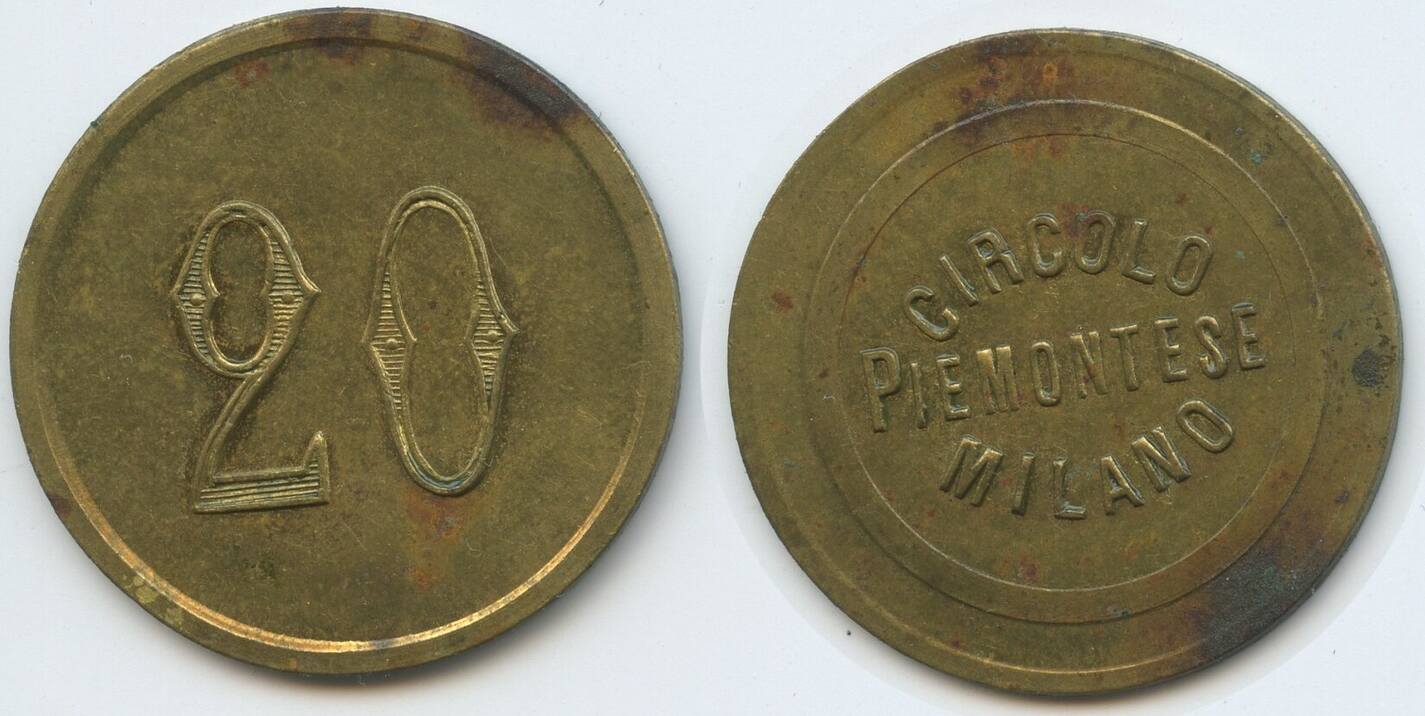 20
CIRCOLO
PIEMONTESE
MILANO